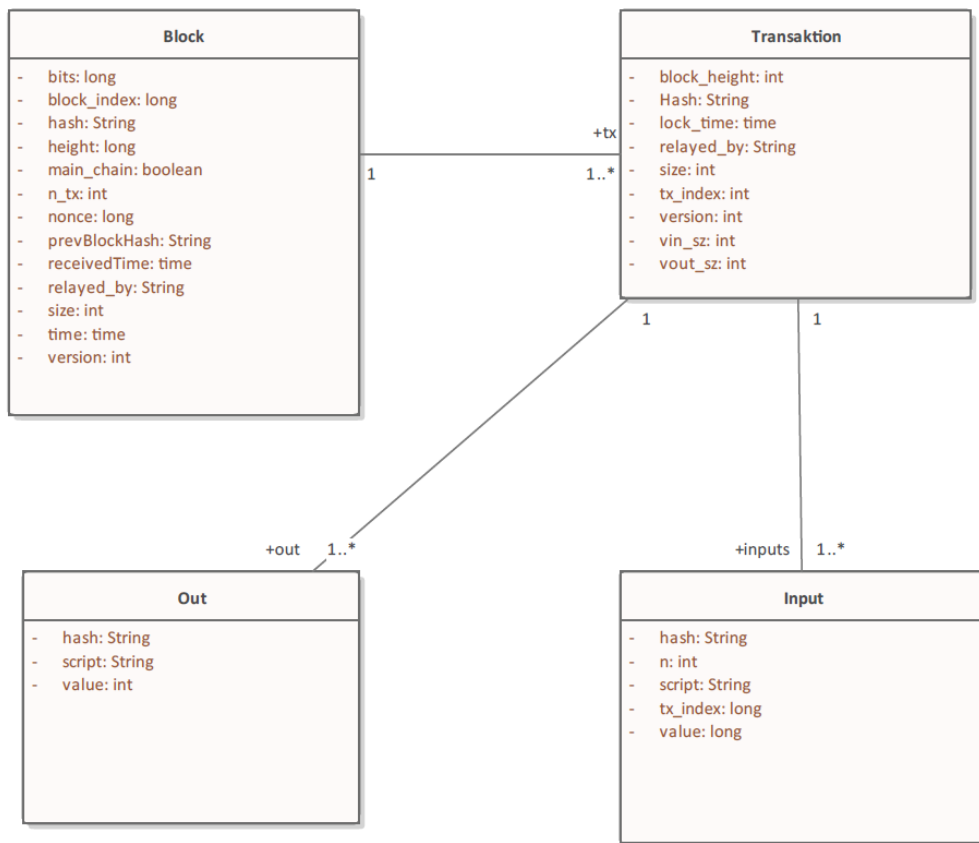 Block
- bits: long
- block_index: long
- hash: String
- height: long
- main_chain: boolean
- n_tx: int
- nonce: long
- prevBlockHash: String
- receivedTime: time
- relayed_by: String
- size: int
- time: time
- version: int
+tx
1
1..*
Transaktion
- block_height: int
- Hash: String
- lock_time: time
- relayed_by: String
- size: int
- tx_index: int
- version: int
- vin_sz: int
- vout_sz: int
1
1
+out 1..*
+inputs 1..*
Out
- hash: String
- script: String
- value: int
Input
- hash: String
- n: int
- script: String
- tx_index: long
- value: long